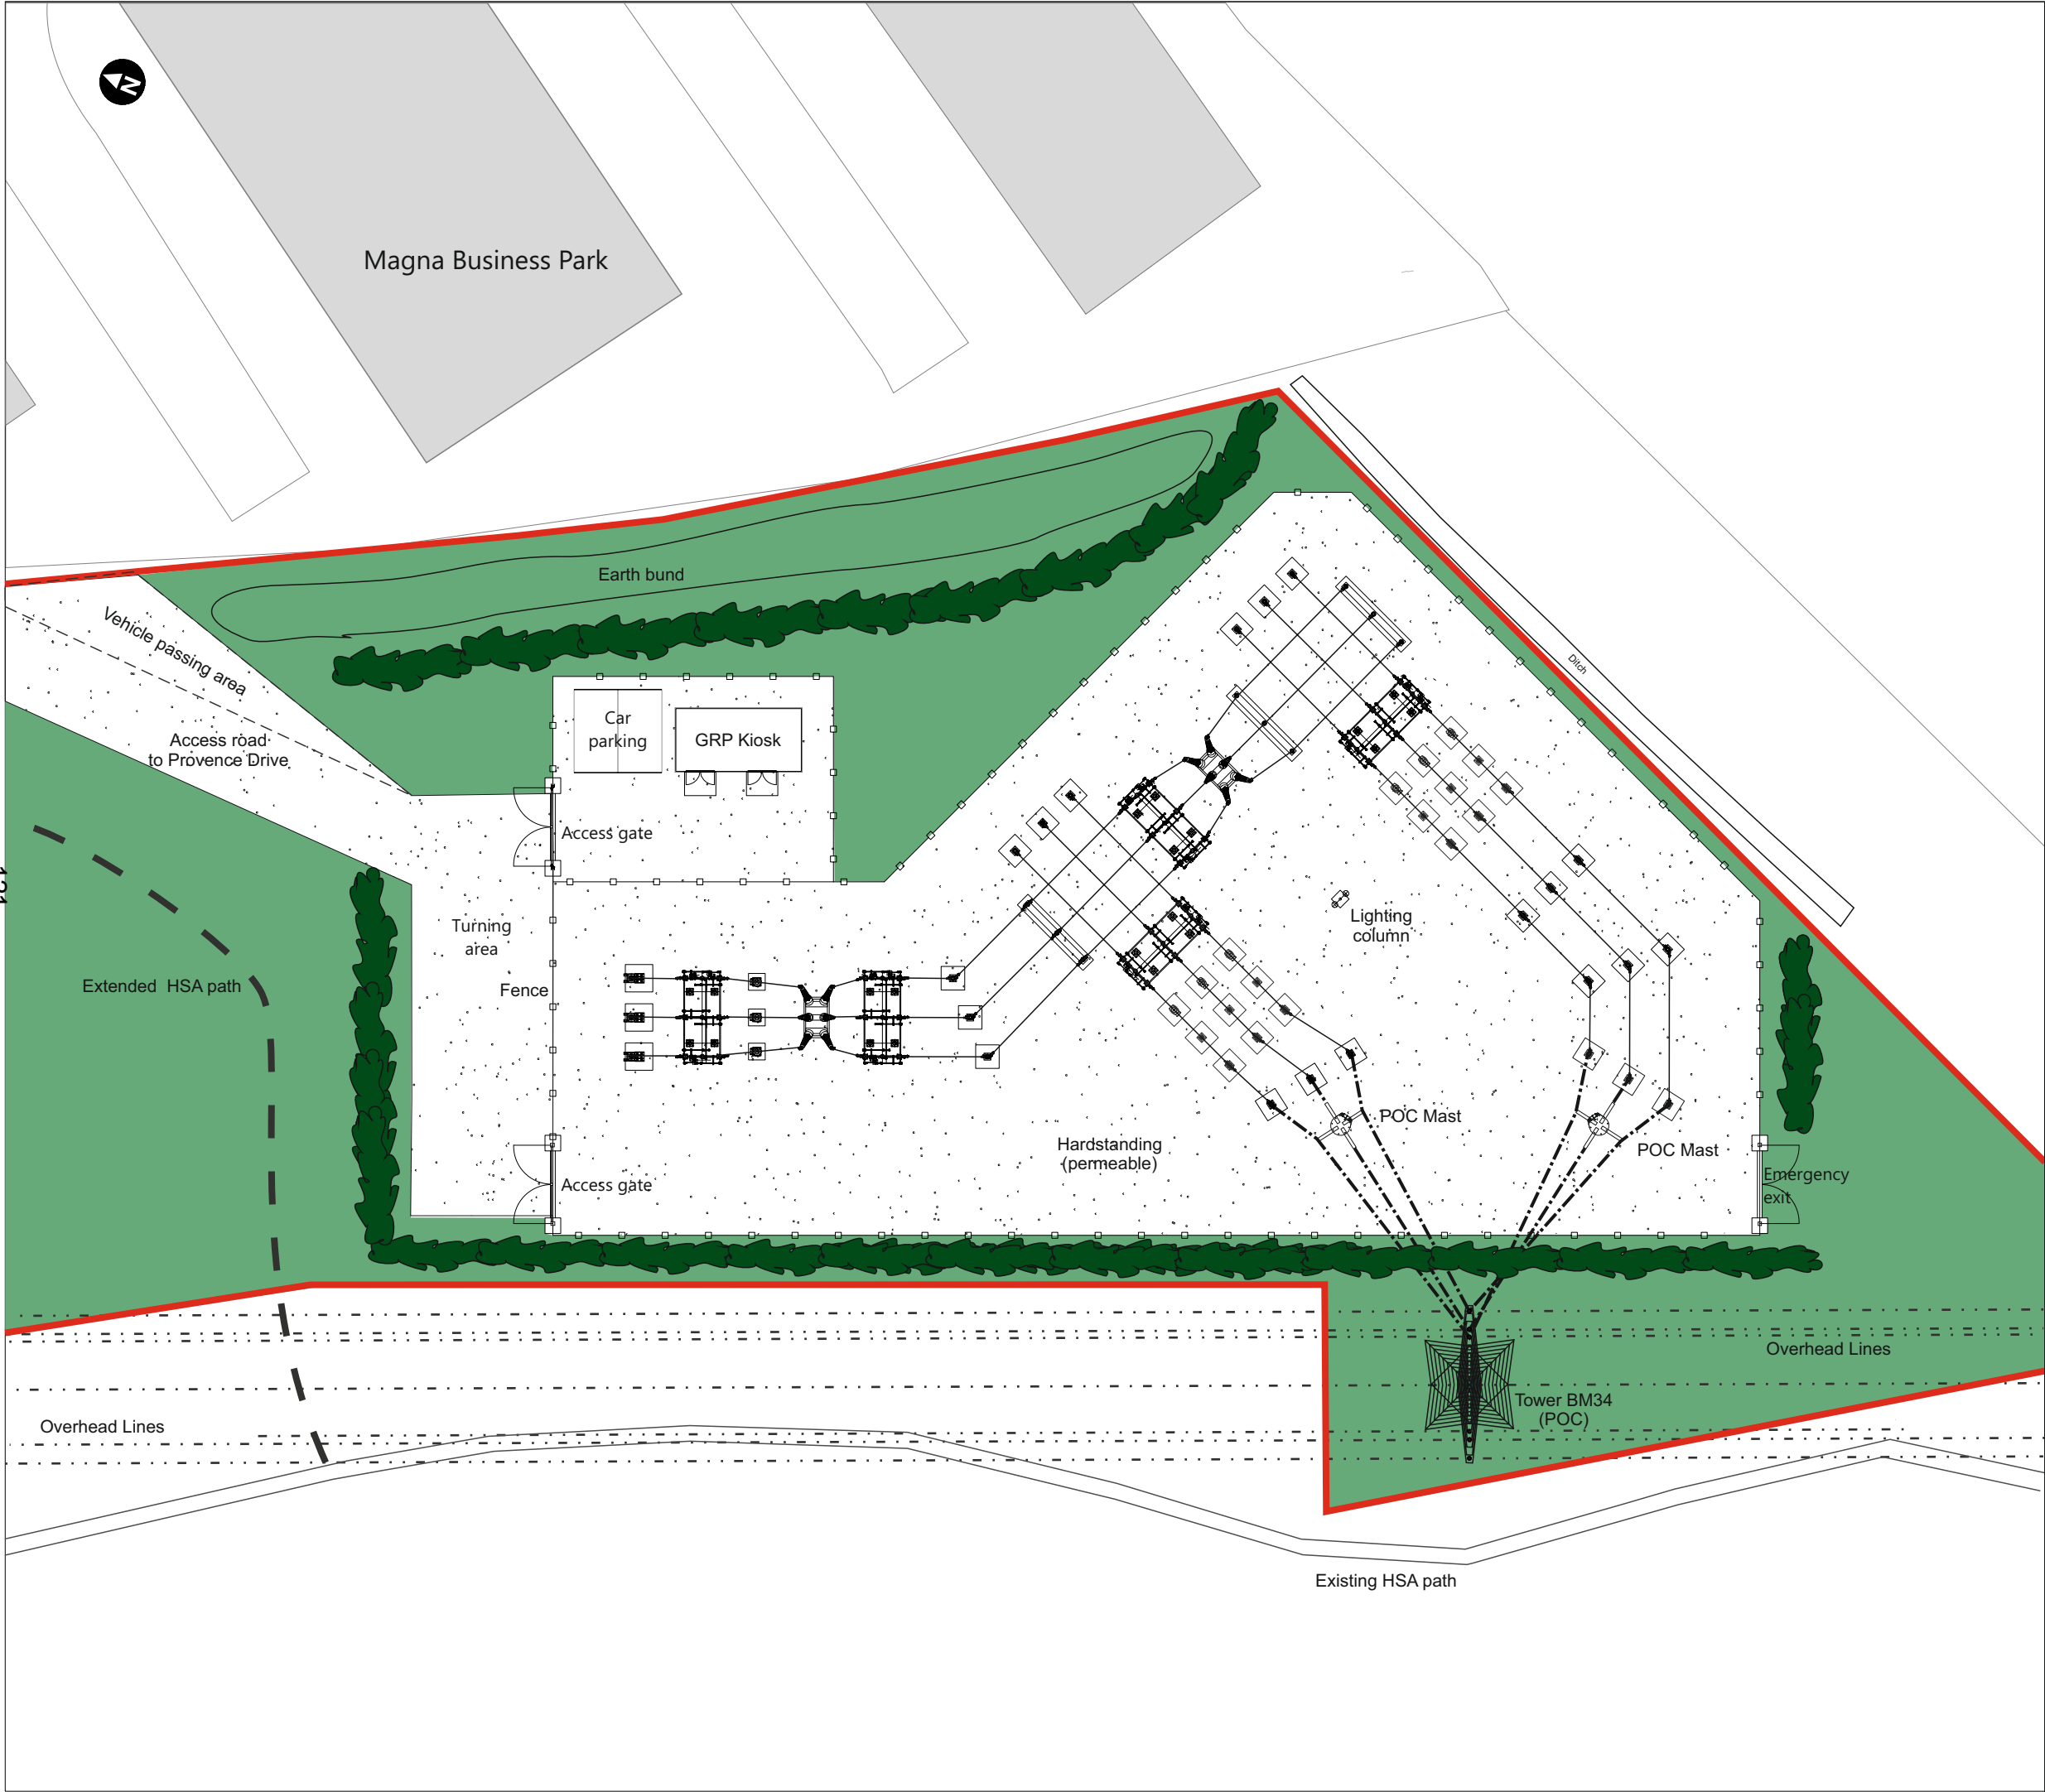 N
Magna Business Park
Earth bund
Vehicle passing area
Ditch
Car
parking
GRP Kiosk
Access road
to Provence Drive
Access gate
Lighting
column
Turning
area
Extended HSA path
Fence
POC Mast
Hardstanding
(permeable)
POC Mast
Access gate
Emergency
exit
Overhead Lines
Tower BM34
(POC)
Overhead Lines
Existing HSA path